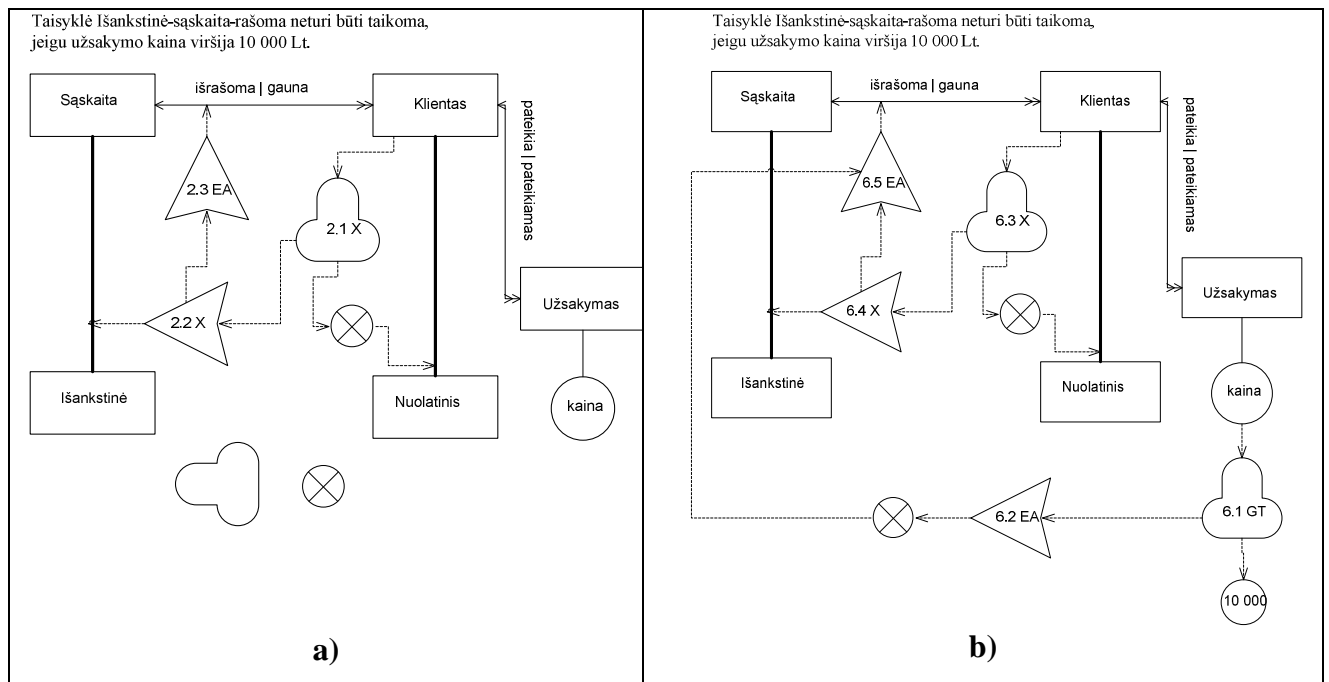 Taisyklė Išankstinė-sąskaita-rašoma neturi būti taikoma,
jeigu užsakymo kaina viršija 10 000 Lt.
Sąskaita
išrašoma | gauna
Klientas
pateikia | pateikiamas
2.3 EA
2.1 X
2.2 X
Užsakymas
Išankstinė
Nuolatinis
kaina
a)
Taisyklė Išankstinė-sąskaita-rašoma neturi būti taikoma,
jeigu užsakymo kaina viršija 10 000 Lt.
Sąskaita
išrašoma | gauna
Klientas
pateikia | pateikiamas
6.5 EA
6.3 X
6.4 X
Užsakymas
Išankstinė
Nuolatinis
kaina
6.2 EA
6.1 GT
10 000
b)